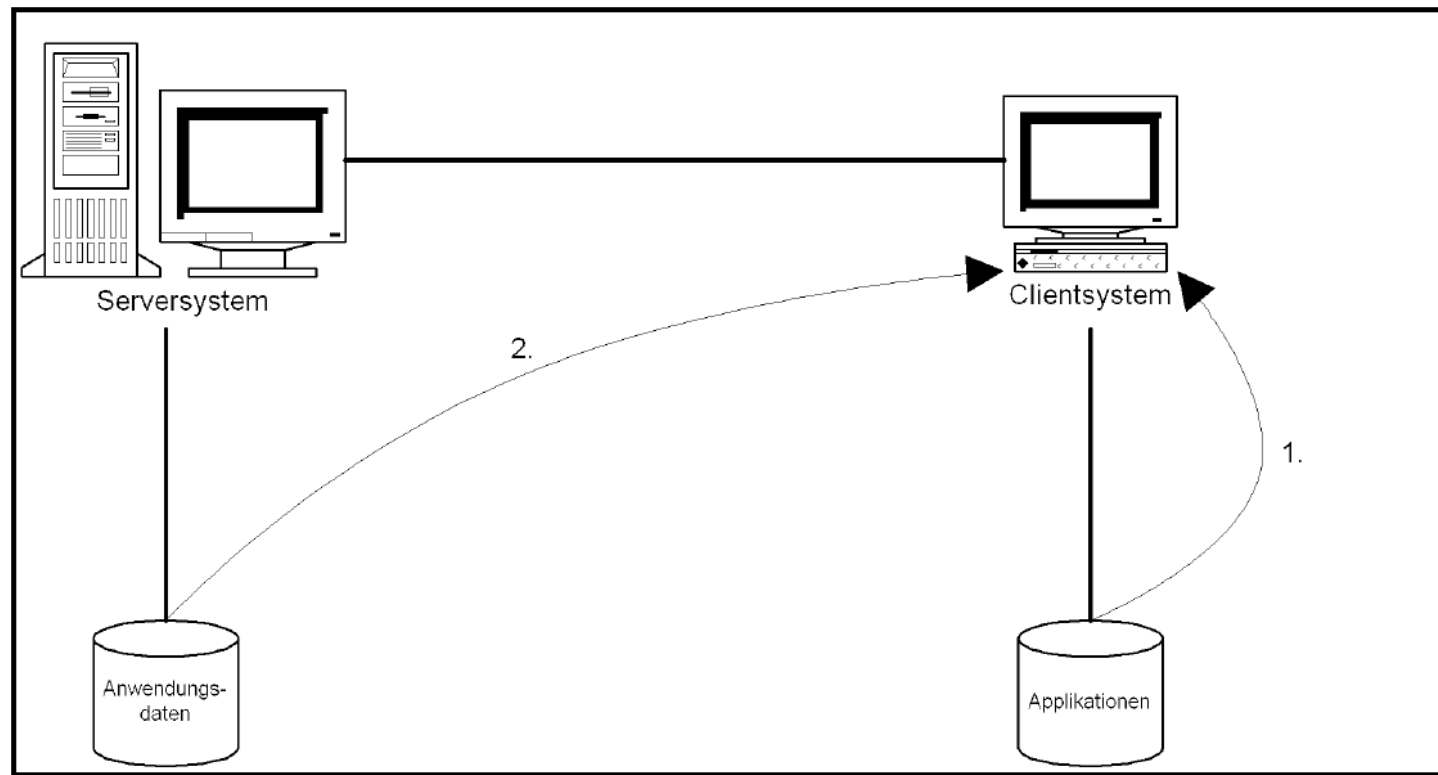 Serversystem
Clientsystem
2.
1.
Anwendungs-
daten
Applikationen